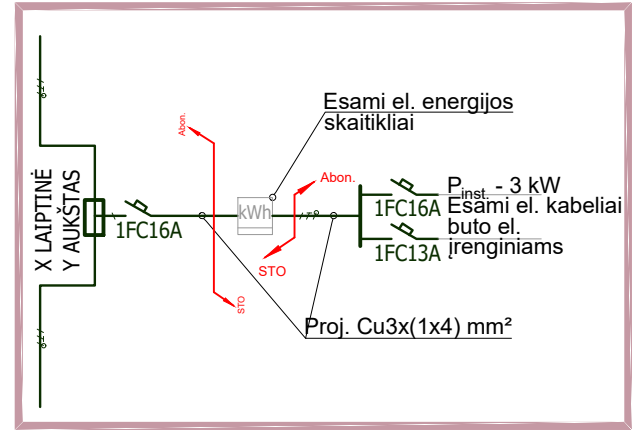 Esami el. energijos
skaitikliai
Abon.
X LAIPTINĖ
Y AUKŠTAS
1FC16A
kWh
Abon.
STO
STO
1FC16A
1FC13A
Pinst. - 3 kW
Esami el. kabeliai
buto el.
įrenginiams
Proj. Cu3x(1x4) mm²